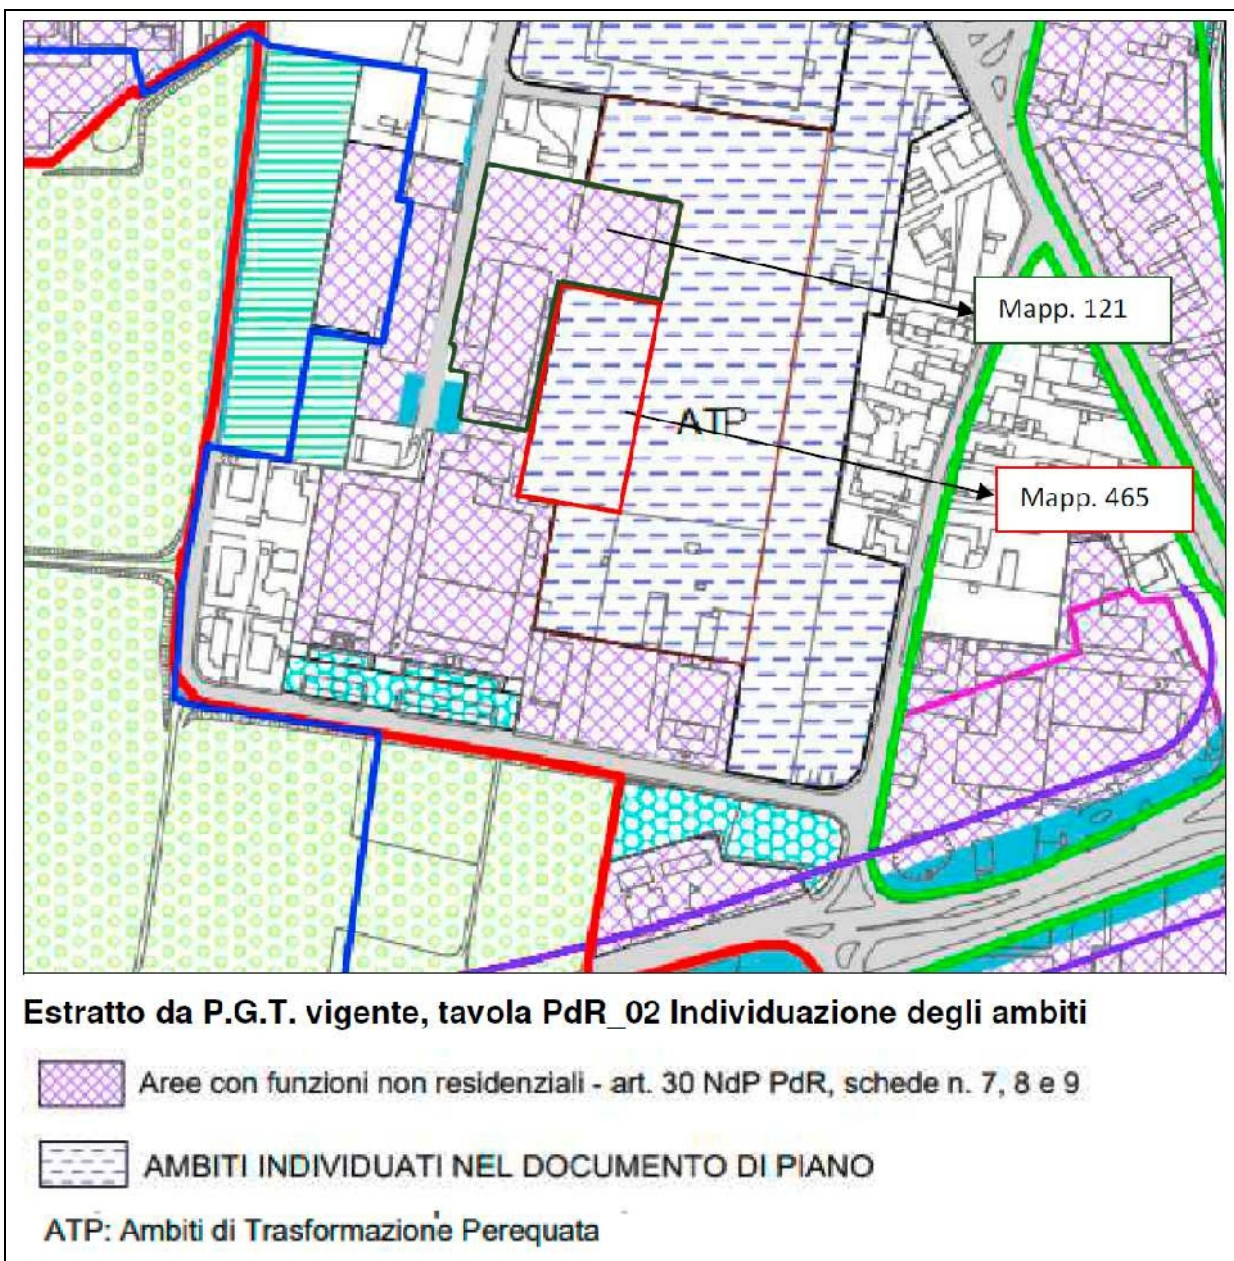 Mapp. 121
ATP
Mapp. 465
Estratto da P.G.T. vigente, tavola PdR_02 Individuazione degli ambiti
Aree con funzioni non residenziali - art. 30 NdP PdR, schede n. 7, 8 e 9
AMBITI INDIVIDUATI NEL DOCUMENTO DI PIANO
ATP: Ambiti di Trasformazione Perequata